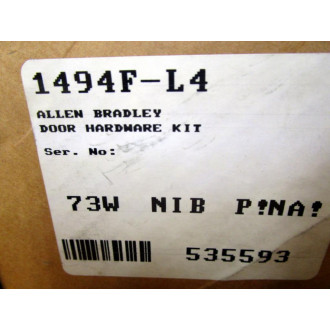 1494F-L4
ALLEN BRADLEY
DOOR HARDWARE KIT
Ser. No:
73W NIB P!NA!
535593